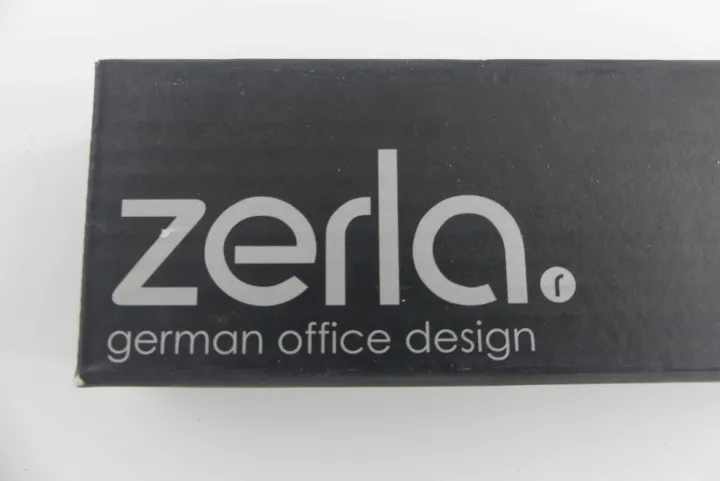 zerla. r
german office design